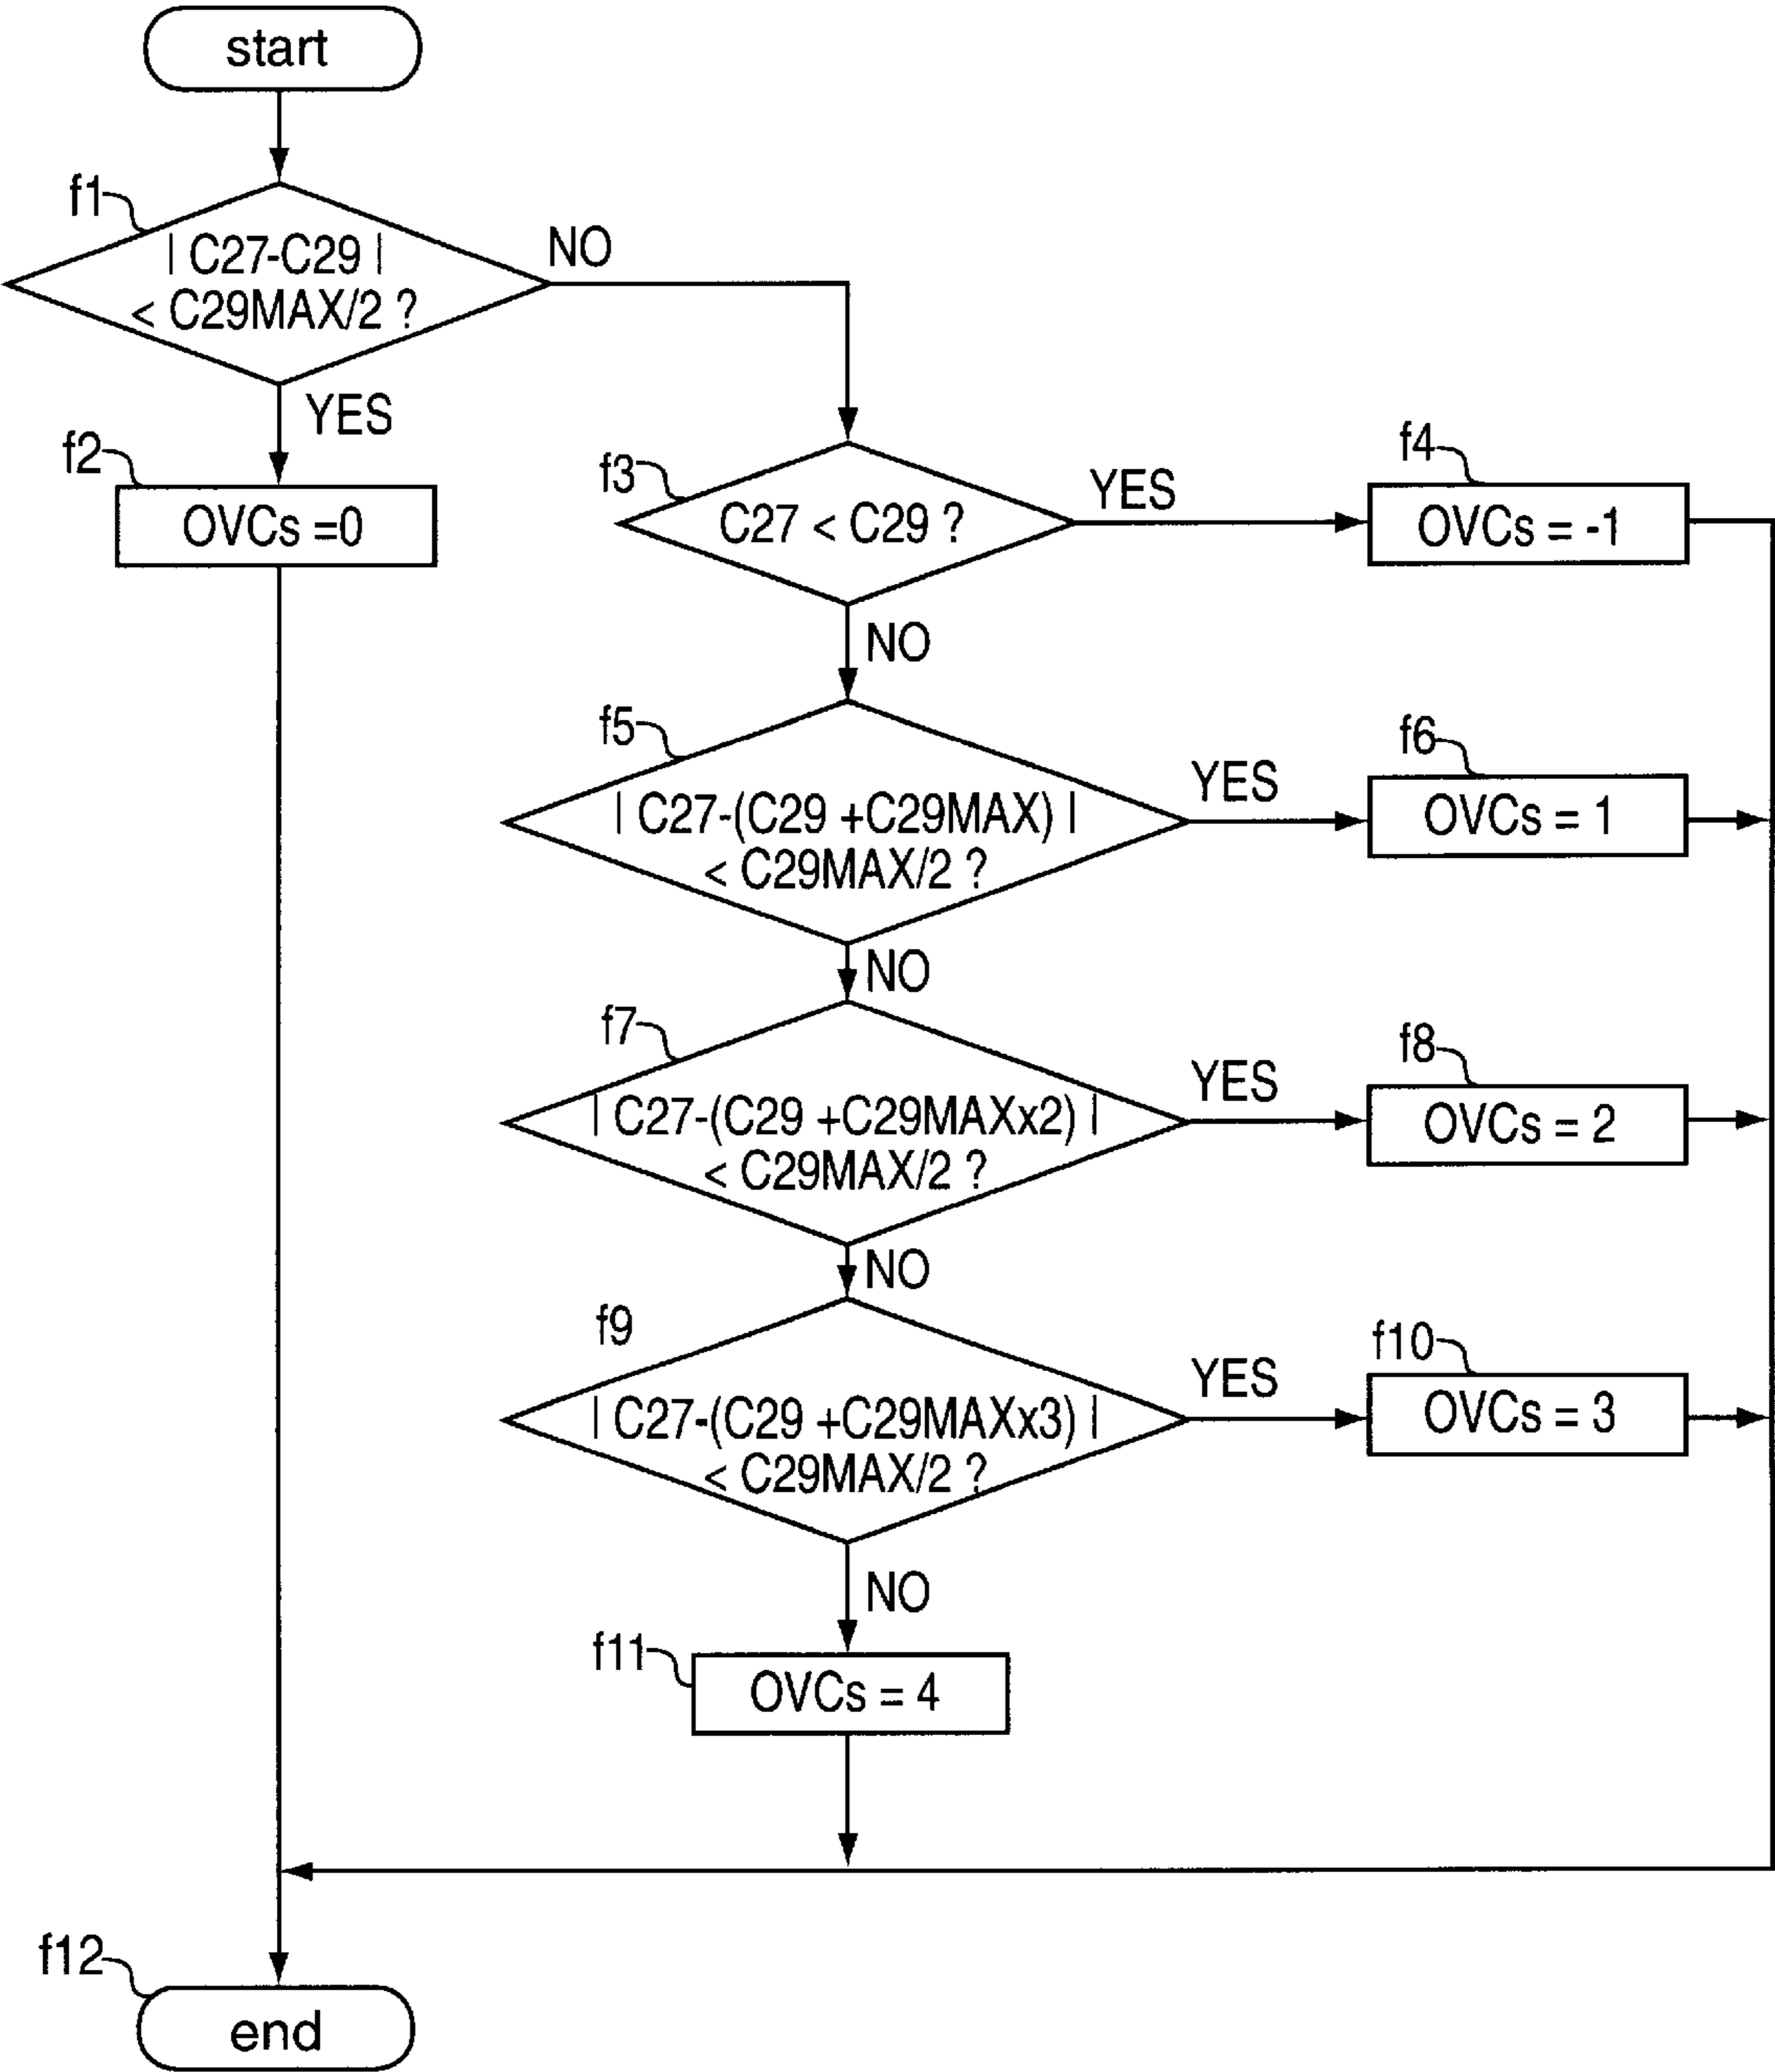 start
f1
| C27-C29 |
< C29MAX/2 ?
NO
YES
f2
OVCs =0
f3
C27 < C29 ?
YES
f4
OVCs = -1
NO
f5
| C27-(C29 +C29MAX) |
< C29MAX/2 ?
YES
f6
OVCs = 1
NO
f7
| C27-(C29 +C29MAXx2) |
< C29MAX/2 ?
YES
f8
OVCs = 2
NO
f9
| C27-(C29 +C29MAXx3) |
< C29MAX/2 ?
YES
f10
OVCs = 3
NO
f11
OVCs = 4
f12
end